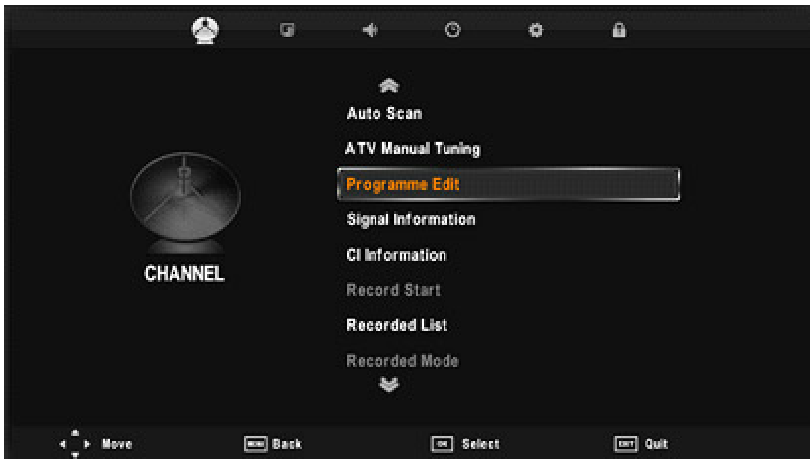 Auto Scan
ATV Manual Tuning
Programme Edit
Signal Information
CI Information
CHANNEL
Record Start
Recorded List
Recorded Mode
Move MENU Back OK Select EXIT Quit